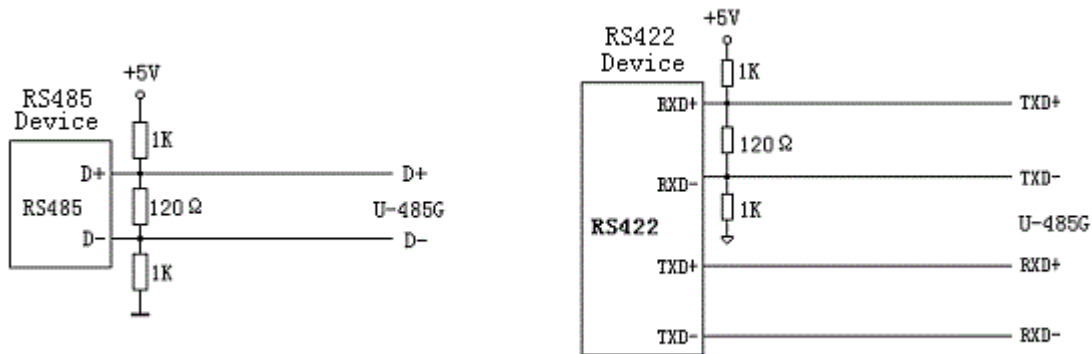 +5V
RS485
Device
1K
D+
D+
RS485
120Ω
U-485G
D-
D-
1K
+5V
RS422
Device
1K
RXD+
TXD+
120Ω
RXD-
TXD-
1K
U-485G
RS422
TXD+
RXD+
TXD-
RXD-